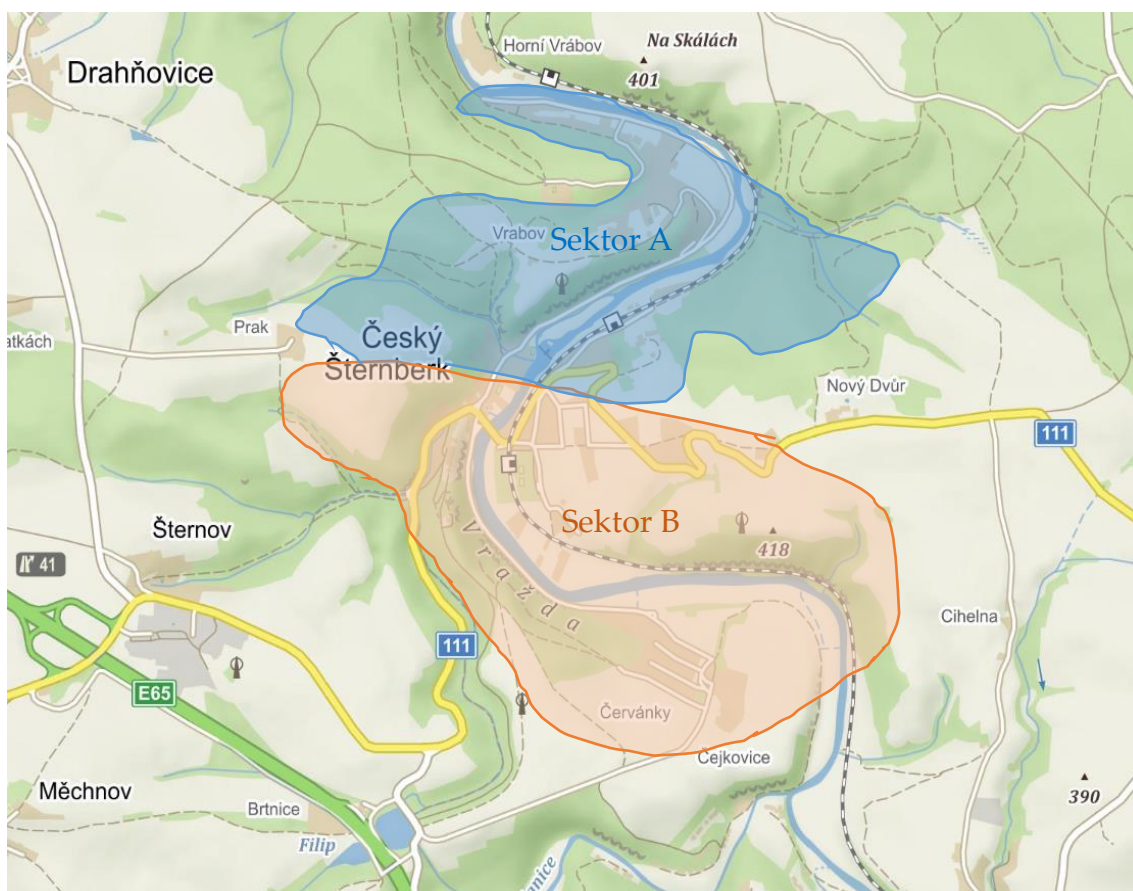 Horní Vrábov
Na Skálách
401
Drahňovice
Vrabov
Sektor A
Prak
atkách
Český
Šternberk
Nový Dvůr
111
Sektor B
418
Vražda
Šternov
41
Cihelna
111
E65
Červánky
Čejkovice
Měchnov
Brtnice
390
Filip
nice